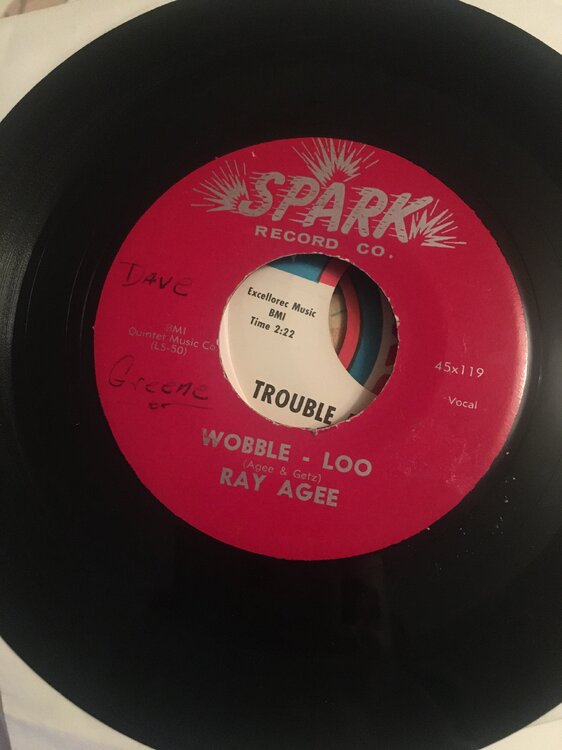 SPARK
RECORD CO.
DAVE
BMI
Quintet Music Co
(LS-50)
Greene
Excellorec Music
BMI
Time 2:22
TROUBLE
45x119
Vocal
WOBBLE - LOO
(Agee & Getz)
RAY AGEE